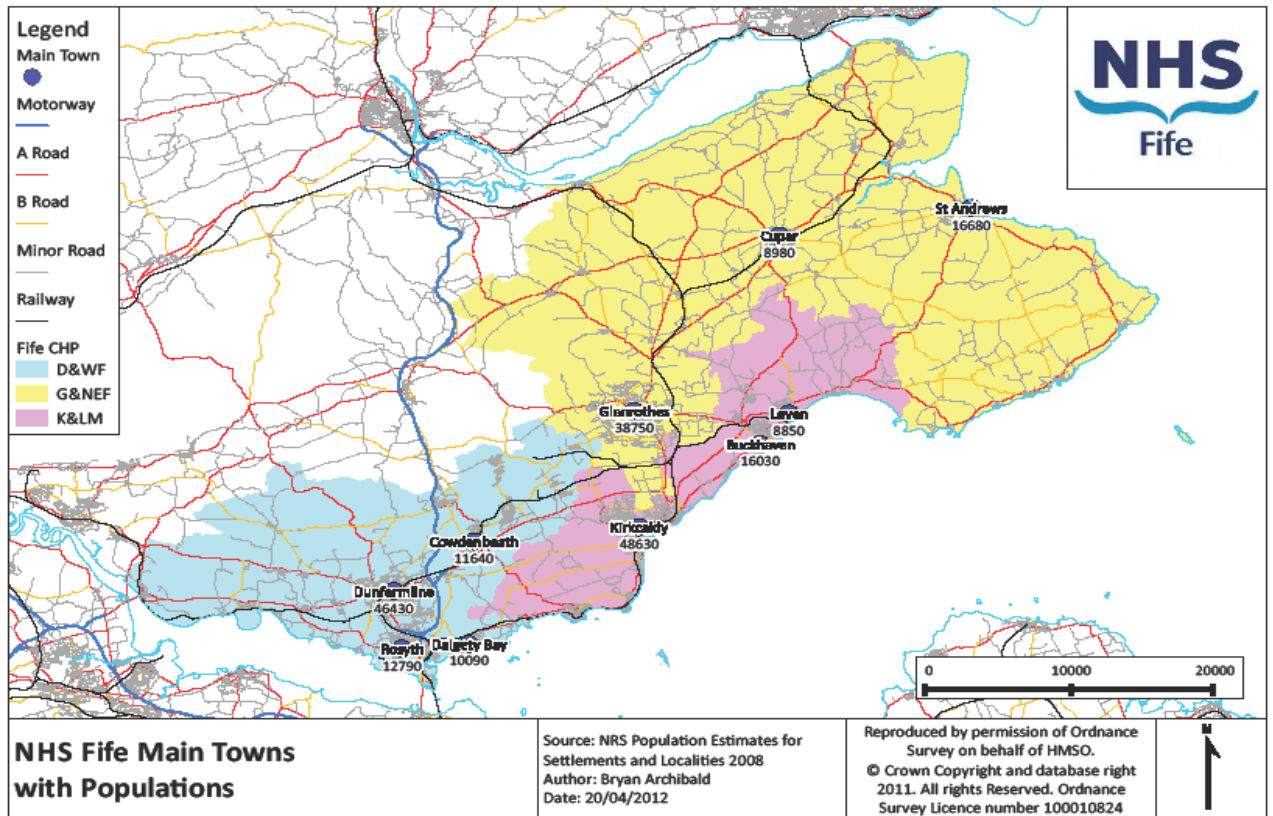 Legend
Main Town
Motorway
A Road
B Road
Minor Road
Railway
Fife CHP
D&WF
G&NEF
K&LM
NHS
Fife
St Andrews
16680
Cupar
8980
Glenrothes
38750
Leven
8850
Buckhaven
16030
Kirkcaldy
48630
Cowdenbearth
11640
Dunfermline
46430
Rosyth
12790
Dalgety Bay
10090
0 10000 20000
NHS Fife Main Towns
with Populations
Source: NRS Population Estimates for
Settlements and Localities 2008
Author: Bryan Archibald
Date: 20/04/2012
Reproduced by permission of Ordnance
Survey on behalf of HMSO.
© Crown Copyright and database right
2011. All rights Reserved. Ordnance
Survey Licence number 100010824
N